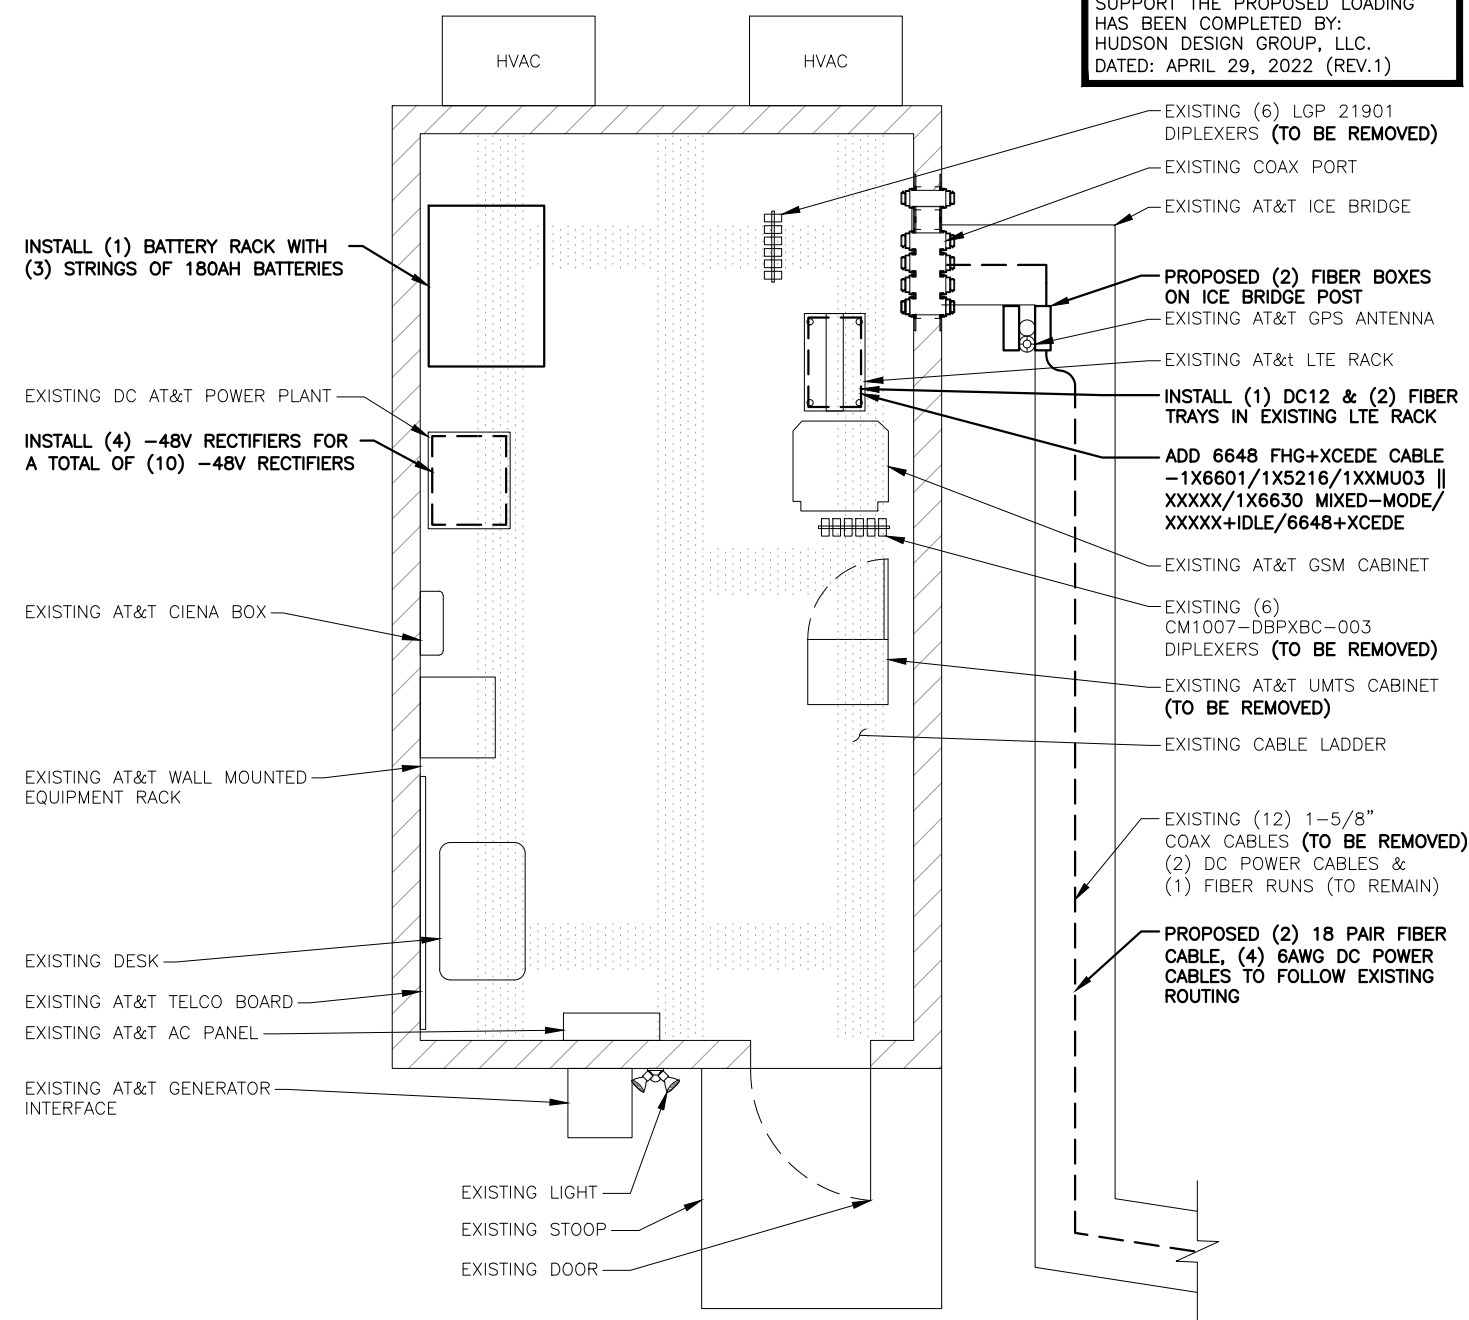 SUPPORT THE PROPOSED LOADING
HAS BEEN COMPLETED BY:
HUDSON DESIGN GROUP, LLC.
DATED: APRIL 29, 2022 (REV.1)
HVAC
HVAC
EXISTING (6) LGP 21901
DIPLEXERS (TO BE REMOVED)
EXISTING COAX PORT
EXISTING AT&T ICE BRIDGE
PROPOSED (2) FIBER BOXES
ON ICE BRIDGE POST
EXISTING AT&T GPS ANTENNA
EXISTING AT&t LTE RACK
INSTALL (1) DC12 & (2) FIBER
TRAYS IN EXISTING LTE RACK
ADD 6648 FHG+XCEDE CABLE
-1X6601/1X5216/1XXMU03 ||
XXXXX/1X6630 MIXED-MODE/
XXXXX+IDLE/6648+XCEDE
EXISTING AT&T GSM CABINET
EXISTING (6)
CM1007-DBPXBC-003
DIPLEXERS (TO BE REMOVED)
EXISTING AT&T UMTS CABINET
(TO BE REMOVED)
EXISTING CABLE LADDER
EXISTING (12) 1-5/8"
COAX CABLES (TO BE REMOVED)
(2) DC POWER CABLES &
(1) FIBER RUNS (TO REMAIN)
PROPOSED (2) 18 PAIR FIBER
CABLE, (4) 6AWG DC POWER
CABLES TO FOLLOW EXISTING
ROUTING
INSTALL (1) BATTERY RACK WITH
(3) STRINGS OF 180AH BATTERIES
EXISTING DC AT&T POWER PLANT
INSTALL (4) -48V RECTIFIERS FOR
A TOTAL OF (10) -48V RECTIFIERS
EXISTING AT&T CIENA BOX
EXISTING AT&T WALL MOUNTED
EQUIPMENT RACK
EXISTING DESK
EXISTING AT&T TELCO BOARD
EXISTING AT&T AC PANEL
EXISTING AT&T GENERATOR
INTERFACE
EXISTING LIGHT
EXISTING STOOP
EXISTING DOOR